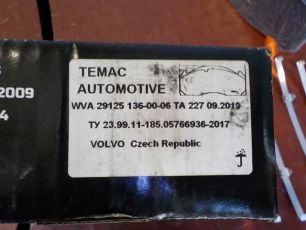 TEMAC
AUTOMOTIVE
WVA 29125 136-00-06 TA 227 09.2019
ТУ 23.99.11-185.05766936-2017
VOLVO Czech Republic
2009
4